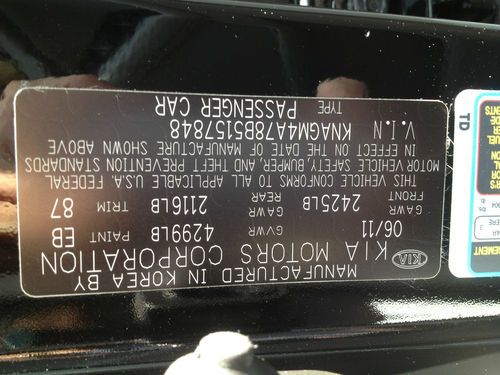 MANUFACTURED IN KOREA BY
KIA KIA MOTORS CORPORATION
06/11 GVWR 4299LB PAINT EB
GAWR FRONT 2425LB GAWR REAR 2116LB TRIM 87
THIS VEHICLE CONFORMS TO ALL APPLICABLE U.S.A. FEDERAL
MOTOR VEHICLE SAFETY, BUMPER, AND THEFT PREVENTION STANDARDS
IN EFFECT ON THE DATE OF MANUFACTURE SHOWN ABOVE
V.I.N KNAGM4A78B5157848
TYPE PASSENGER CAR
TD